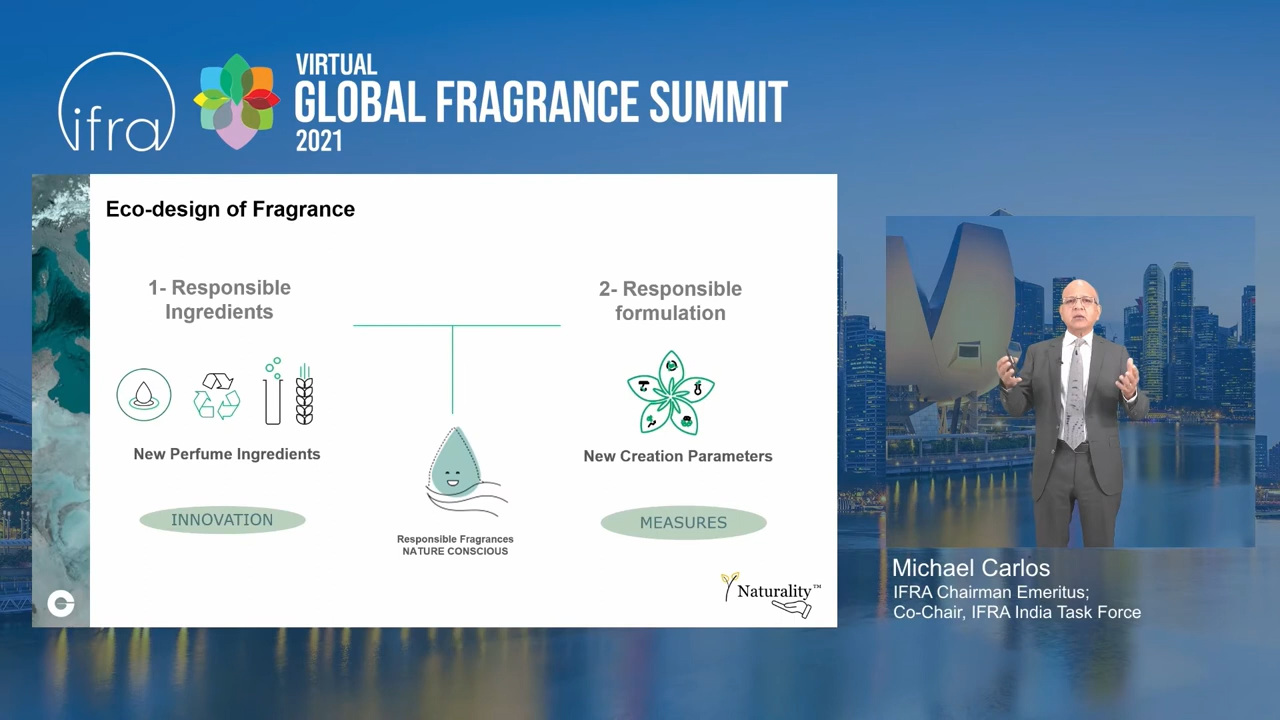 ifra
VIRTUAL
GLOBAL FRAGRANCE SUMMIT
2021
Eco-design of Fragrance
1- Responsible
Ingredients
New Perfume Ingredients
INNOVATION
Responsible Fragrances
NATURE CONSCIOUS
2- Responsible
formulation
New Creation Parameters
MEASURES
Naturality™
Michael Carlos
IFRA Chairman Emeritus;
Co-Chair, IFRA India Task Force